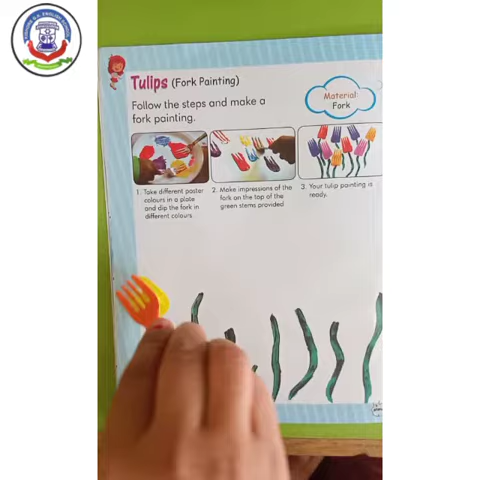 Tulips (Fork Painting)
Follow the steps and make a
fork painting.
Material:
Fork
1. Take different poster
colours in a plate
and dip the fork in
different colours
2. Make impressions of the
fork on the top of the
green stems provided
3. Your tulip painting is
ready.